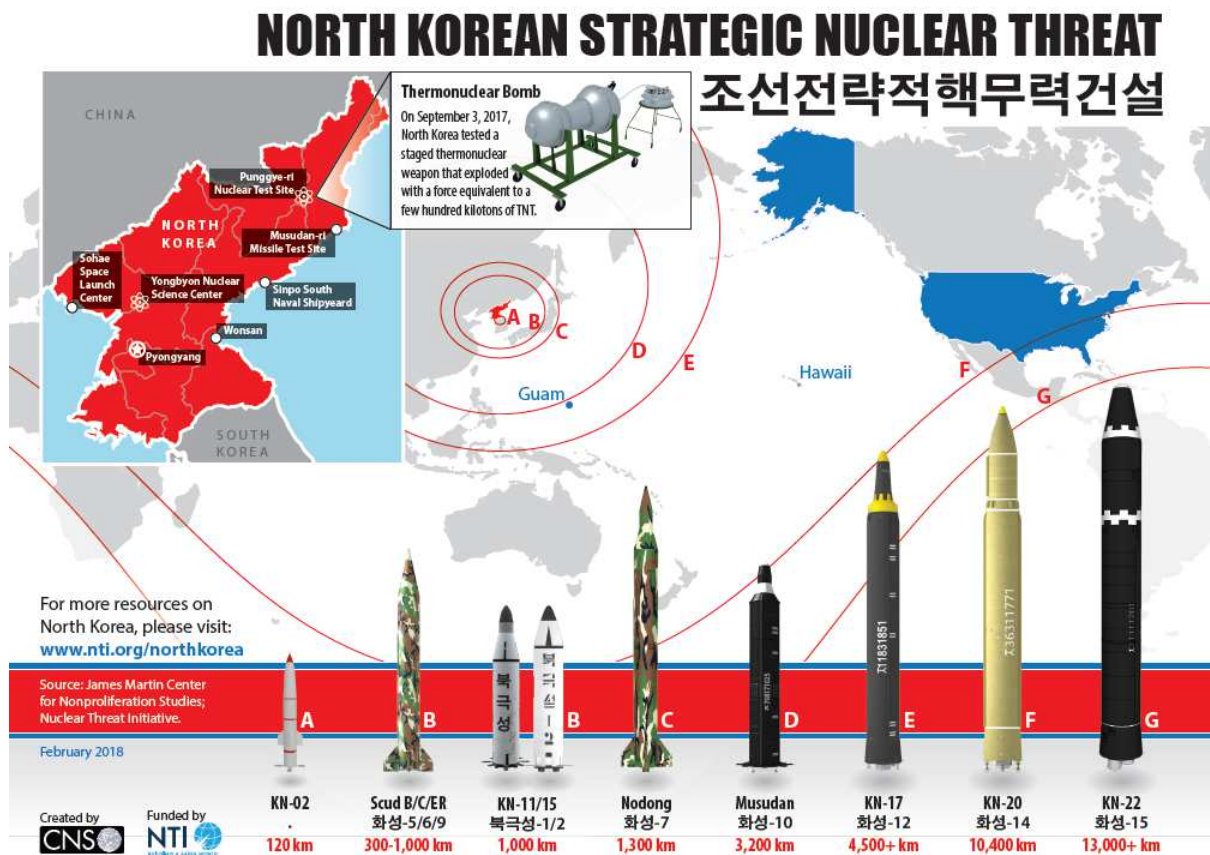 NORTH KOREAN STRATEGIC NUCLEAR THREAT
조선전략적핵무력건설
CHINA
Punggye-ri
Nuclear Test Site
NORTH
KOREA
Musudan-ri
Missile Test Site
Sohae
Space
Launch
Center
Yongbyon Nuclear
Science Center
Sinpo South
Naval Shipyeard
Wonsan
Pyongyang
SOUTH
KOREA
Thermonuclear Bomb
On September 3, 2017,
North Korea tested a
staged thermonuclear
weapon that exploded
with a force equivalent to a
few hundred kilotons of TNT.
A
B
C
D
E
F
G
Guam
Hawaii
For more resources on
North Korea, please visit:
www.nti.org/northkorea
Source: James Martin Center
for Nonproliferation Studies;
Nuclear Threat Initiative.
February 2018
Created by
CNS
Funded by
NTI
A
B
북극성
B
C
D
ㅈ11831851
E
ㅈ36311771
F
G
KN-02
.
120 km
Scud B/C/ER
화성-5/6/9
300-1,000 km
KN-11/15
북극성-1/2
1,000 km
Nodong
화성-7
1,300 km
Musudan
화성-10
3,200 km
KN-17
화성-12
4,500+ km
KN-20
화성-14
10,400 km
KN-22
화성-15
13,000+ km